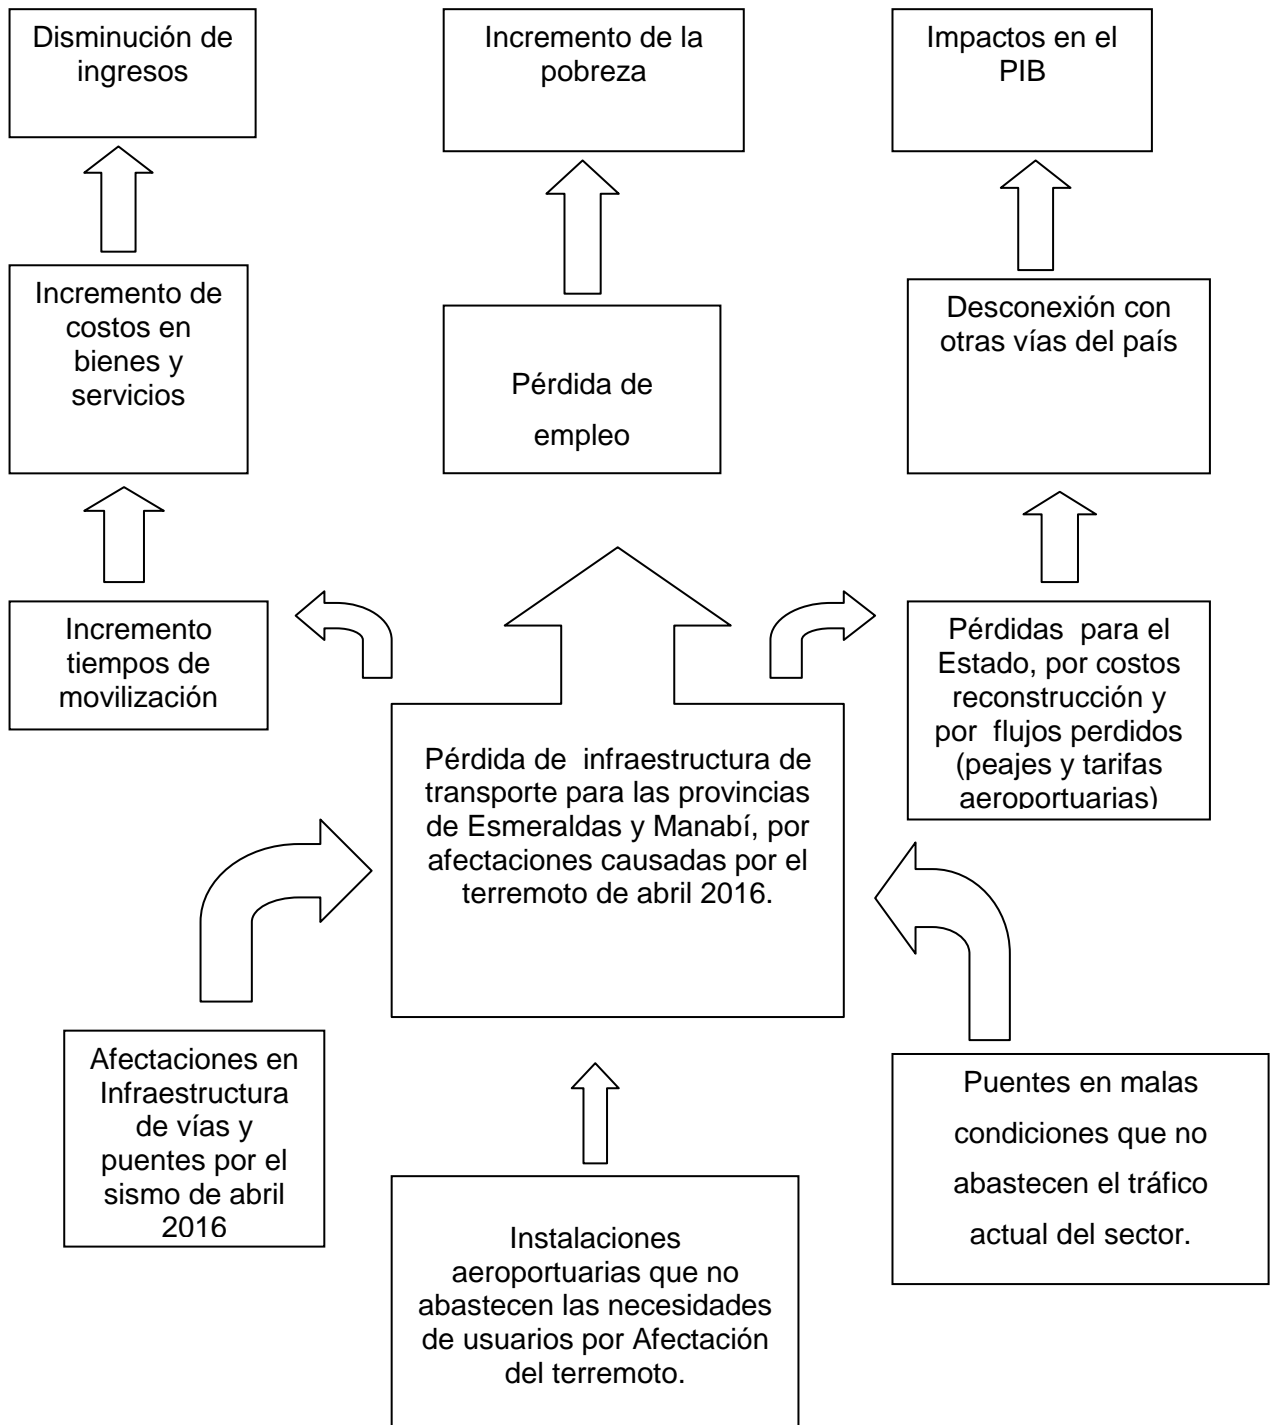 Disminución de
ingresos
Incremento de la
pobreza
Impactos en el
PIB
Incremento de
costos en
bienes y
servicios
Pérdida de
empleo
Desconexión con
otras vías del país
Incremento
tiempos de
movilización
Pérdidas  para el
Estado, por costos
reconstrucción y
por  flujos perdidos
(peajes y tarifas
aeroportuarias)
Pérdida de  infraestructura de
transporte para las provincias
de Esmeraldas y Manabí, por
afectaciones causadas por el
terremoto de abril 2016.
Afectaciones en
Infraestructura
de vías y
puentes por el
sismo de abril
2016
Instalaciones
aeroportuarias que no
abastecen las necesidades
de usuarios por Afectación
del terremoto.
Puentes en malas
condiciones que no
abastecen el tráfico
actual del sector.